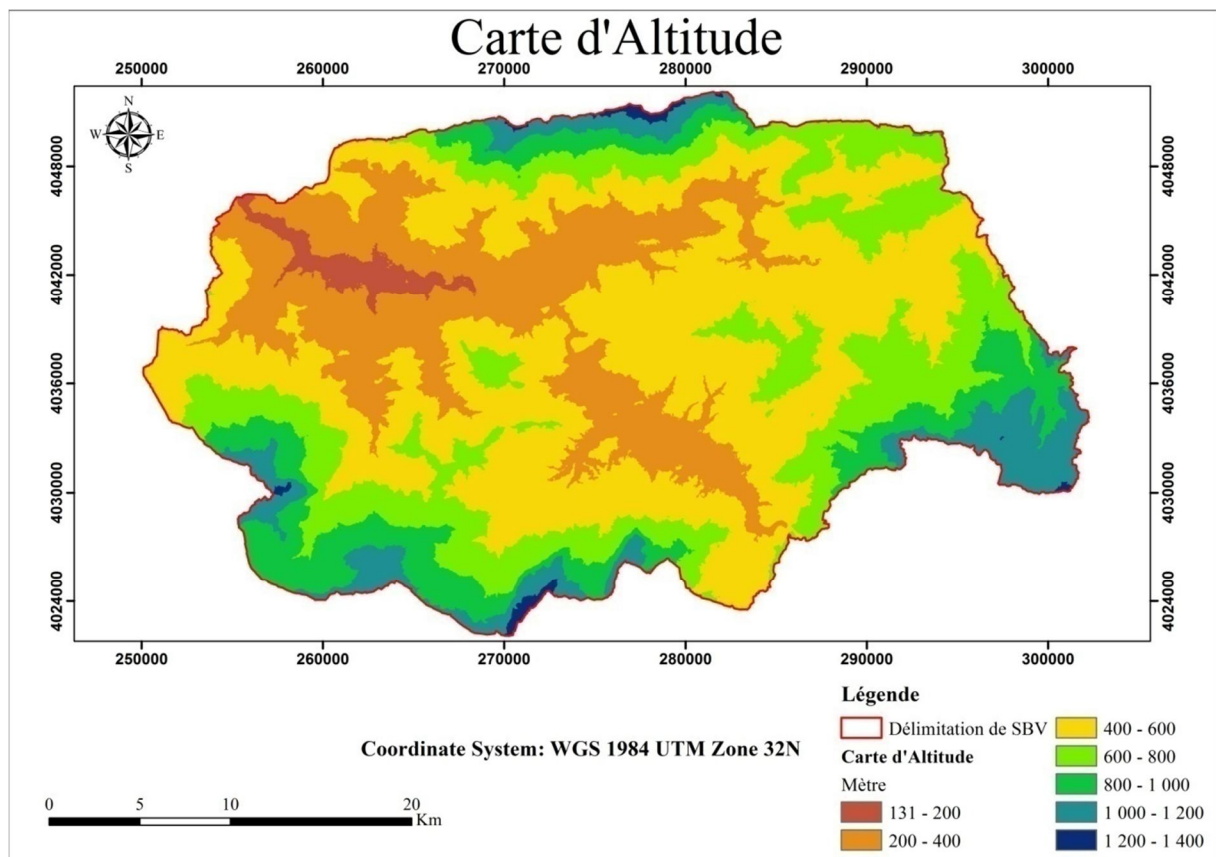 Carte d'Altitude
250000 260000 270000 280000 290000 300000
N
W E
S
4048000 4048000
4042000 4042000
4036000 4036000
4030000 4030000
4024000 4024000
250000 260000 270000 280000 290000 300000
Légende
Délimitation de SBV
Carte d'Altitude
Mètre
131 - 200
200 - 400
400 - 600
600 - 800
800 - 1 000
1 000 - 1 200
1 200 - 1 400
Coordinate System: WGS 1984 UTM Zone 32N
0 5 10 20
Km